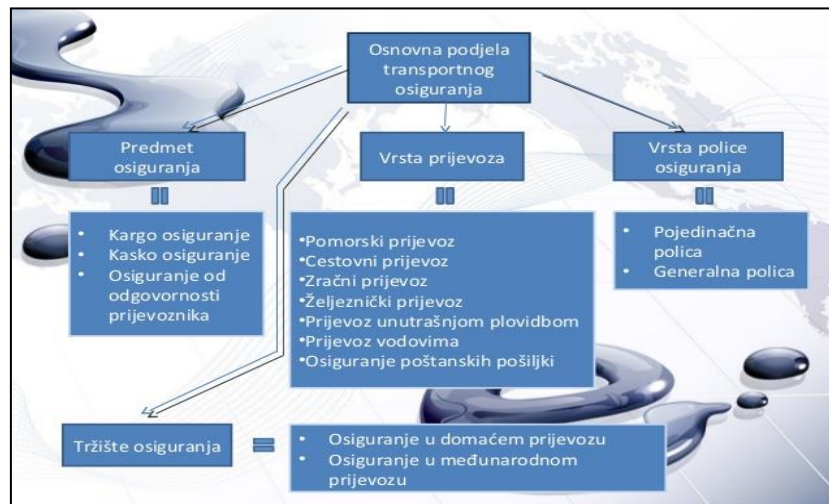 Osnovna podjela
transportnog
osiguranja
Predmet
osiguranja
Vrsta prijevoza
Vrsta police
osiguranja
• Kargo osiguranje
• Kasko osiguranje
• Osiguranje od
odgovornosti
prijevoznika
•Pomorski prijevoz
•Cestovni prijevoz
•Zračni prijevoz
•Željeznički prijevoz
•Prijevoz unutrašnjom plovidbom
•Prijevoz vodovima
•Osiguranje poštanskih pošiljki
• Pojedinačna
polica
• Generalna polica
Tržište osiguranja
• Osiguranje u domaćem prijevozu
• Osiguranje u međunarodnom
prijevozu